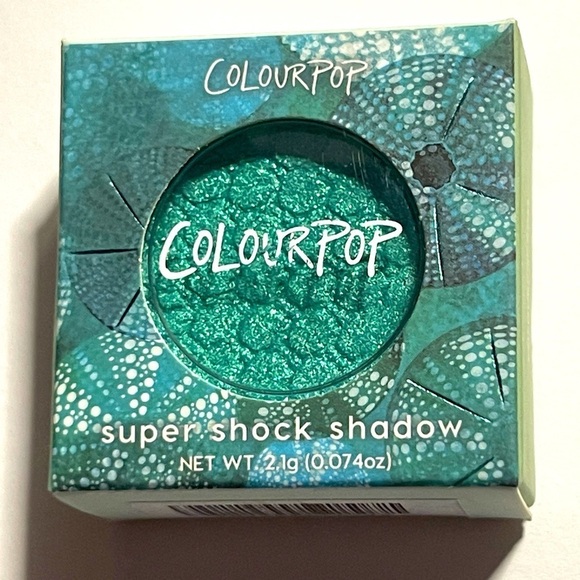 COLOURPOP
COLOURPOP
super shock shadow
NET WT. 2.1g (0.074oz)